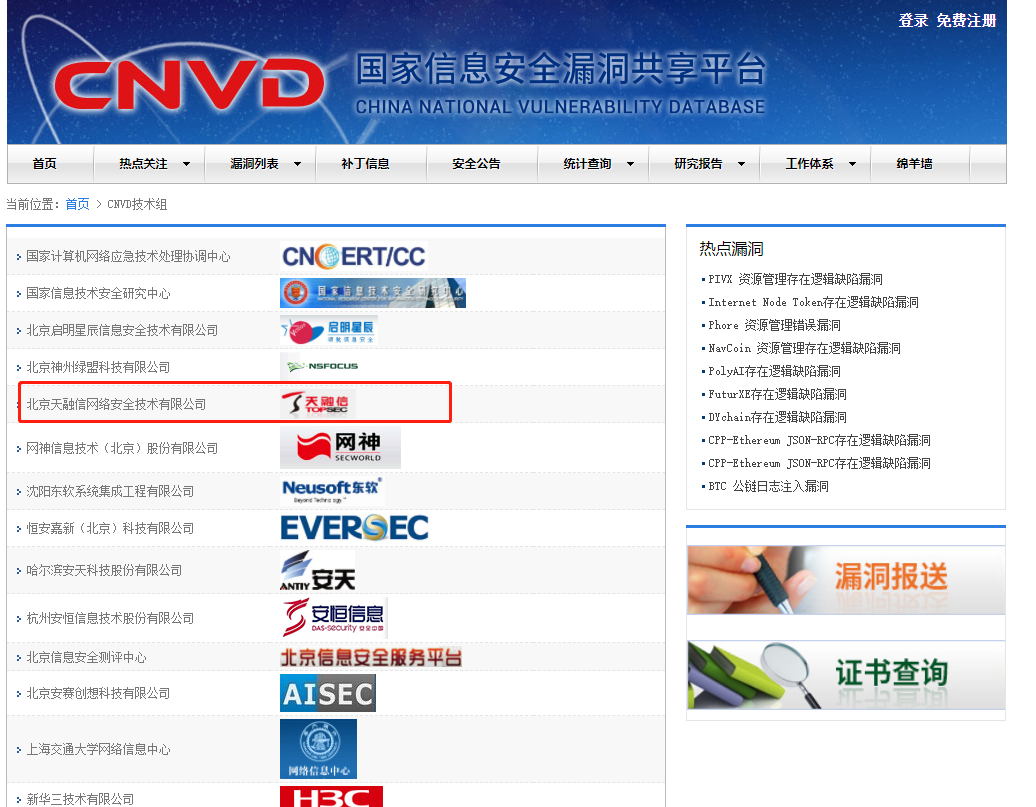 登录 免费注册
CNVD 国家信息安全漏洞共享平台
CHINA NATIONAL VULNERABILITY DATABASE
首页 热点关注 漏洞列表 补丁信息 安全公告 统计查询 研究报告 工作体系 绵羊墙
当前位置: 首页 > CNVD技术组
国家计算机网络应急技术处理协调中心 CNCERT/CC
国家信息技术安全研究中心 国家信息技术安全研究中心
北京启明星辰信息安全技术有限公司 启明星辰
北京神州绿盟科技有限公司 NSFOCUS
北京天融信网络安全技术有限公司 天融信 TOPSEC
网神信息技术(北京)股份有限公司 网神 SECWORLD
沈阳东软系统集成工程有限公司 Neusoft东软
Beyond Technology
恒安嘉新(北京)科技有限公司 EVERSEC
哈尔滨安天科技股份有限公司 ANTIY 安天
杭州安恒信息技术股份有限公司 安恒信息
DAS-security
北京信息安全测评中心 北京信息安全服务平台
北京安赛创想科技有限公司 AISEC
上海交通大学网络信息中心 网络信息中心
新华三技术有限公司 H3C
热点漏洞
PIVX 资源管理存在逻辑缺陷漏洞
Internet Node Token存在逻辑缺陷漏洞
Phore 资源管理错误漏洞
NavCoin 资源管理存在逻辑缺陷漏洞
PolyAI存在逻辑缺陷漏洞
FuturXE存在逻辑缺陷漏洞
DYchain存在逻辑缺陷漏洞
CPP-Ethereum JSON-RPC存在逻辑缺陷漏洞
CPP-Ethereum JSON-RPC存在逻辑缺陷漏洞
BTC 公链日志注入漏洞
漏洞报送
证书查询